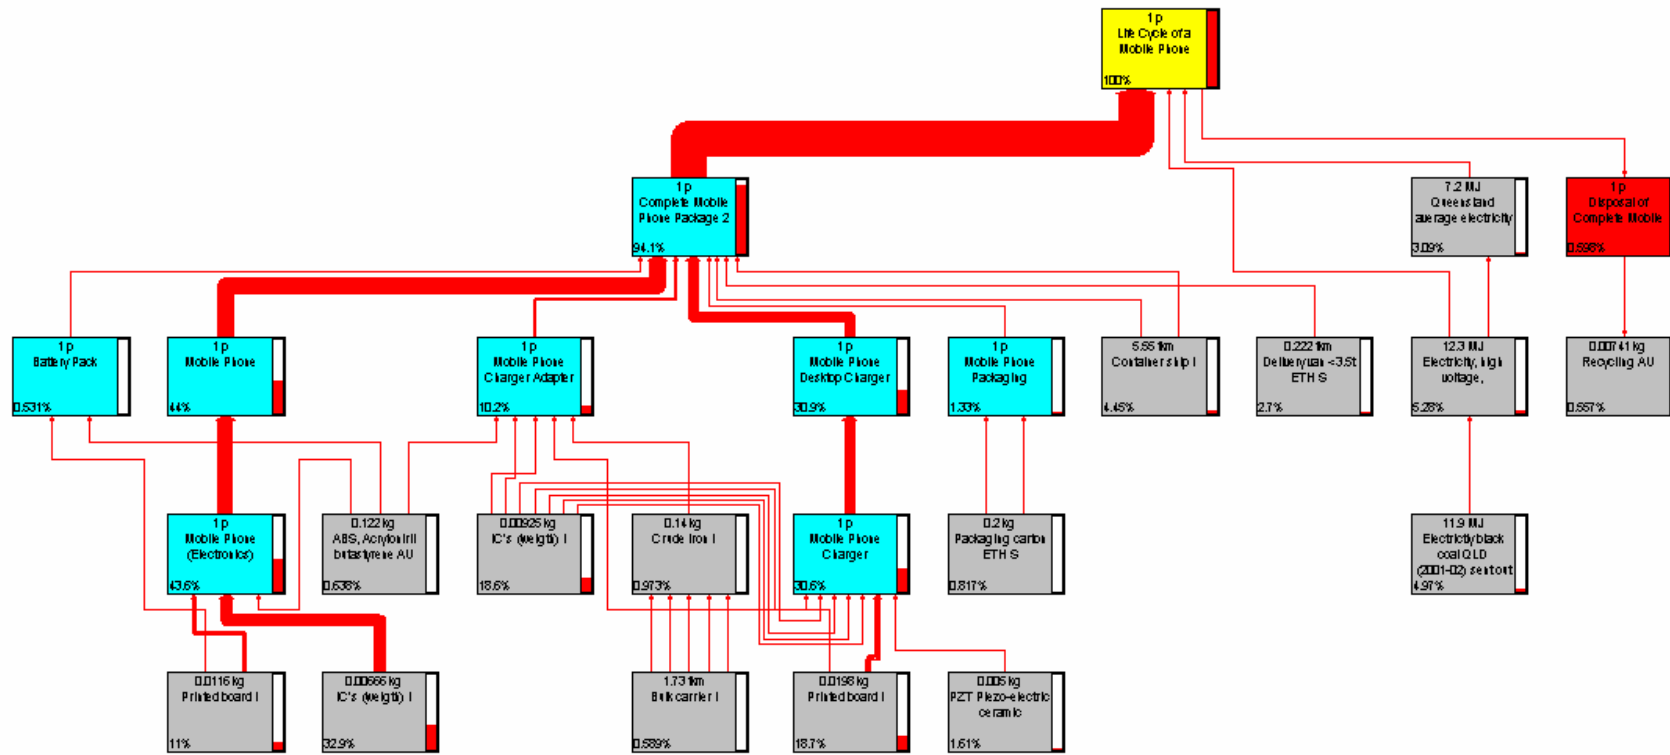 1 p
Life Cycle of a
Mobile Phone
100%
1 p
Complete Mobile
Phone Package 2
94.1%
7.2 MJ
Queensland
average electricity
3.09%
1 p
Disposal of
Complete Mobile
0.598%
1 p
Battery Pack
0.531%
1 p
Mobile Phone
44%
1 p
Mobile Phone
Charger Adapter
10.2%
1 p
Mobile Phone
Desktop Charger
30.9%
1 p
Mobile Phone
Packaging
1.33%
5.55 tkm
Container ship I
4.45%
0.222 tkm
Delivery van <3.5t
ETH S
2.7%
12.3 MJ
Electricity, high
voltage,
5.28%
0.00741 kg
Recycling AU
0.557%
1 p
Mobile Phone
(Electronics)
43.6%
0.122 kg
ABS, Acrylonitril
butastyrene AU
0.638%
0.00925 kg
IC's (weight) I
18.6%
0.14 kg
Crude iron I
0.973%
1 p
Mobile Phone
Charger
30.6%
0.2 kg
Packaging carton
ETH S
0.817%
11.9 MJ
Electricity black
coal QLD
(2001-02) sent out
4.97%
0.0116 kg
Printed board I
11%
0.00666 kg
IC's (weight) I
32.9%
1.73 tkm
Bulk carrier I
0.589%
0.0198 kg
Printed board I
18.7%
0.005 kg
PZT Piezo-electric
ceramic
1.61%